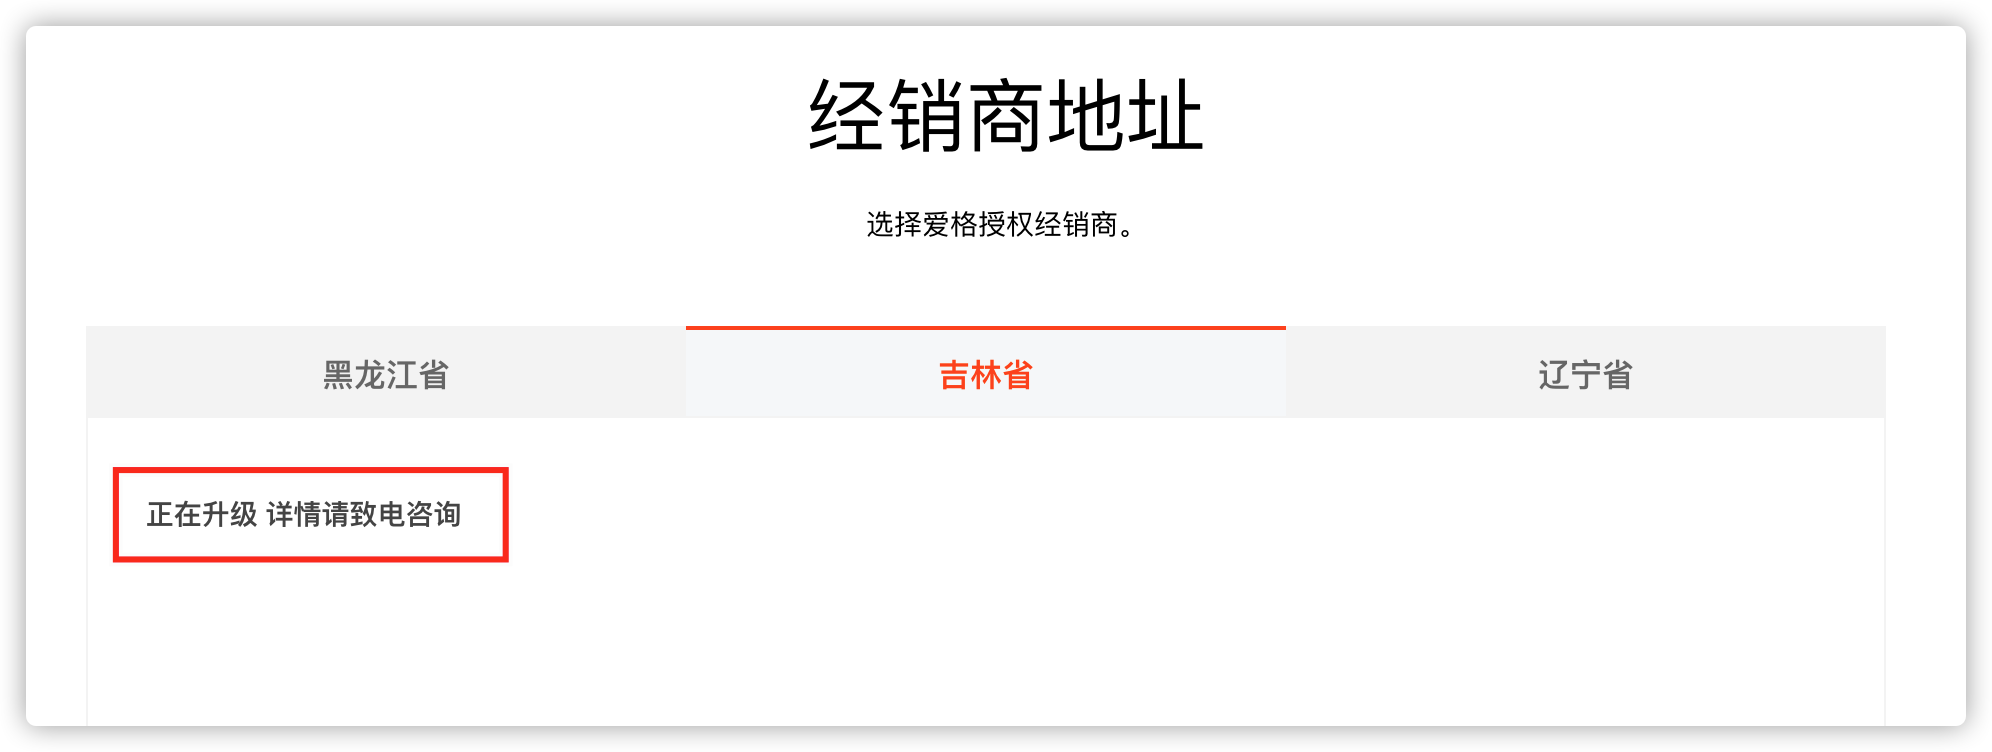 经销商地址
选择爱格授权经销商。
黑龙江省
吉林省
辽宁省
正在升级 详情请致电咨询